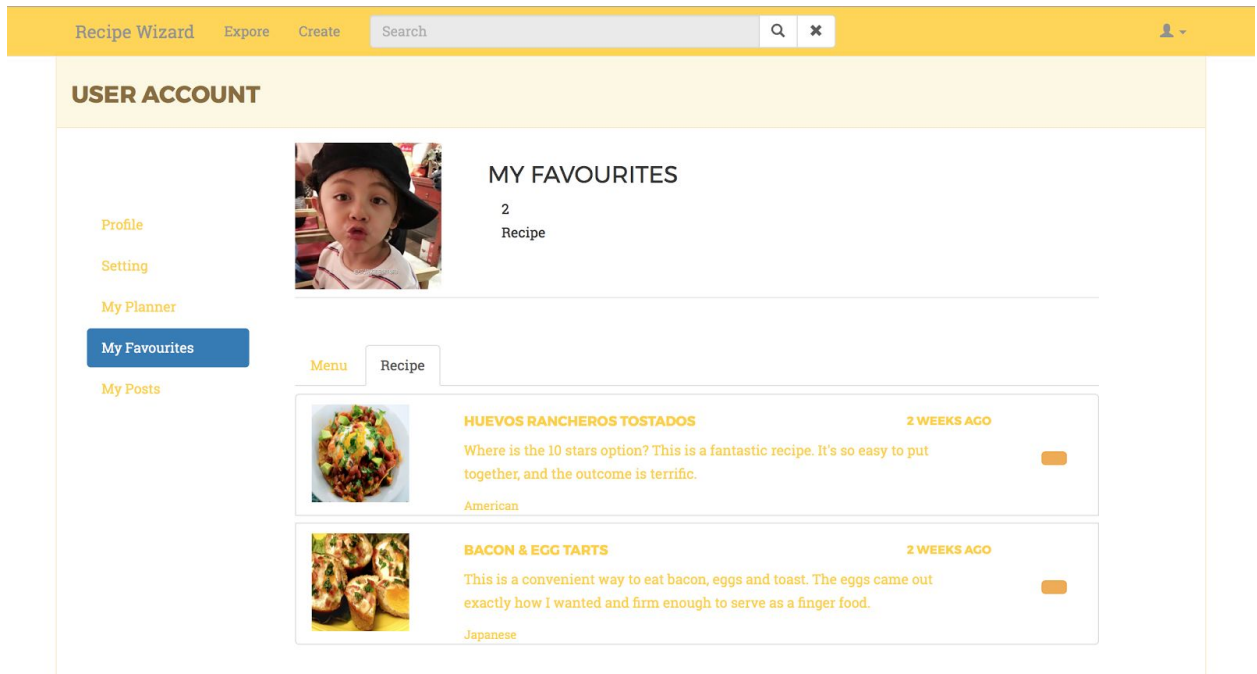 Recipe Wizard Expore Create Search
USER ACCOUNT
MY FAVOURITES
2
Recipe
Profile
Setting
My Planner
My Favourites
My Posts
Menu Recipe
HUEVOS RANCHEROS TOSTADOS 2 WEEKS AGO
Where is the 10 stars option? This is a fantastic recipe. It's so easy to put
together, and the outcome is terrific.
American
BACON & EGG TARTS 2 WEEKS AGO
This is a convenient way to eat bacon, eggs and toast. The eggs came out
exactly how I wanted and firm enough to serve as a finger food.
Japanese